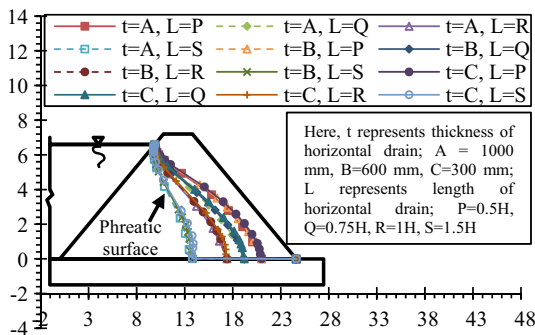 14
12
10
8
6
4
2
0
-2
-4
t=A, L=P t=A, L=Q t=A, L=R
t=A, L=S t=B, L=P t=B, L=Q
t=B, L=R t=B, L=S t=C, L=P
t=C, L=Q t=C, L=R t=C, L=S
Here, t represents thickness of
horizontal drain; A = 1000
mm, B=600 mm, C=300 mm;
L represents length of
horizontal drain; P=0.5H,
Q=0.75H, R=1H, S=1.5H
Phreatic
surface
-2 3 8 13 18 23 28 33 38 43 48